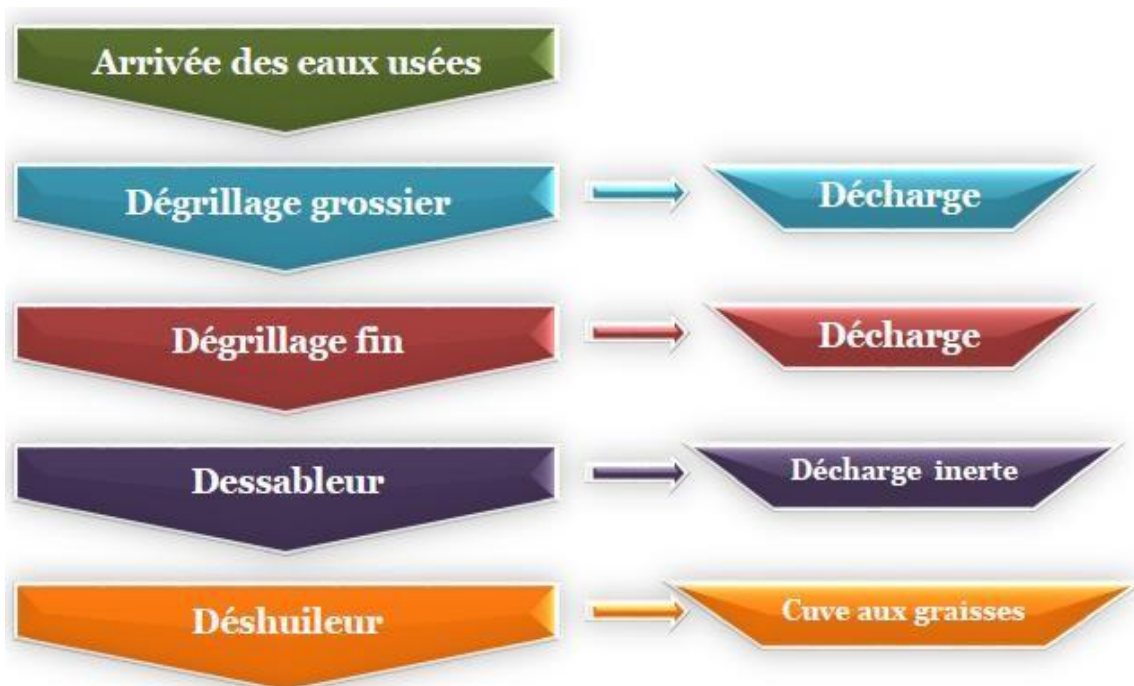 Arrivée des eaux usées
Dégrillage grossier
Décharge
Dégrillage fin
Décharge
Dessableur
Décharge inerte
Déshuileur
Cuve aux graisses